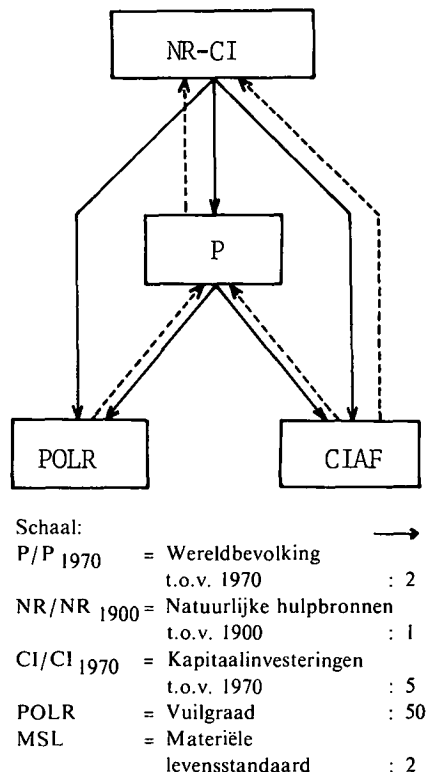 NR-CI
P
POLR
CIAF
Schaal:
P/P 1970 = Wereldbevolking
t.o.v. 1970 : 2
NR/NR 1900 = Natuurlijke hulpbronnen
t.o.v. 1900 : 1
CI/CI 1970 = Kapitaalinvesteringen
t.o.v. 1970 : 5
POLR = Vuilgraad : 50
MSL = Materiële
levensstandaard : 2